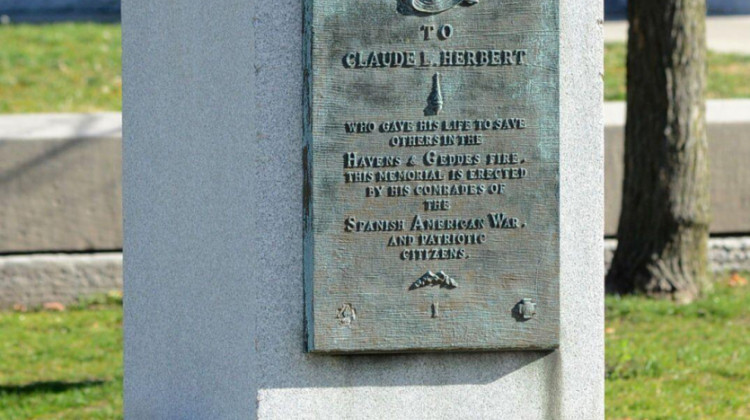 TO
CLAUDE L. HERBERT
WHO GAVE HIS LIFE TO SAVE
OTHERS IN THE
HAVENS & GEDDES FIRE.
THIS MEMORIAL IS ERECTED
BY HIS COMRADES OF
THE
SPANISH AMERICAN WAR,
AND PATRIOTIC
CITIZENS.